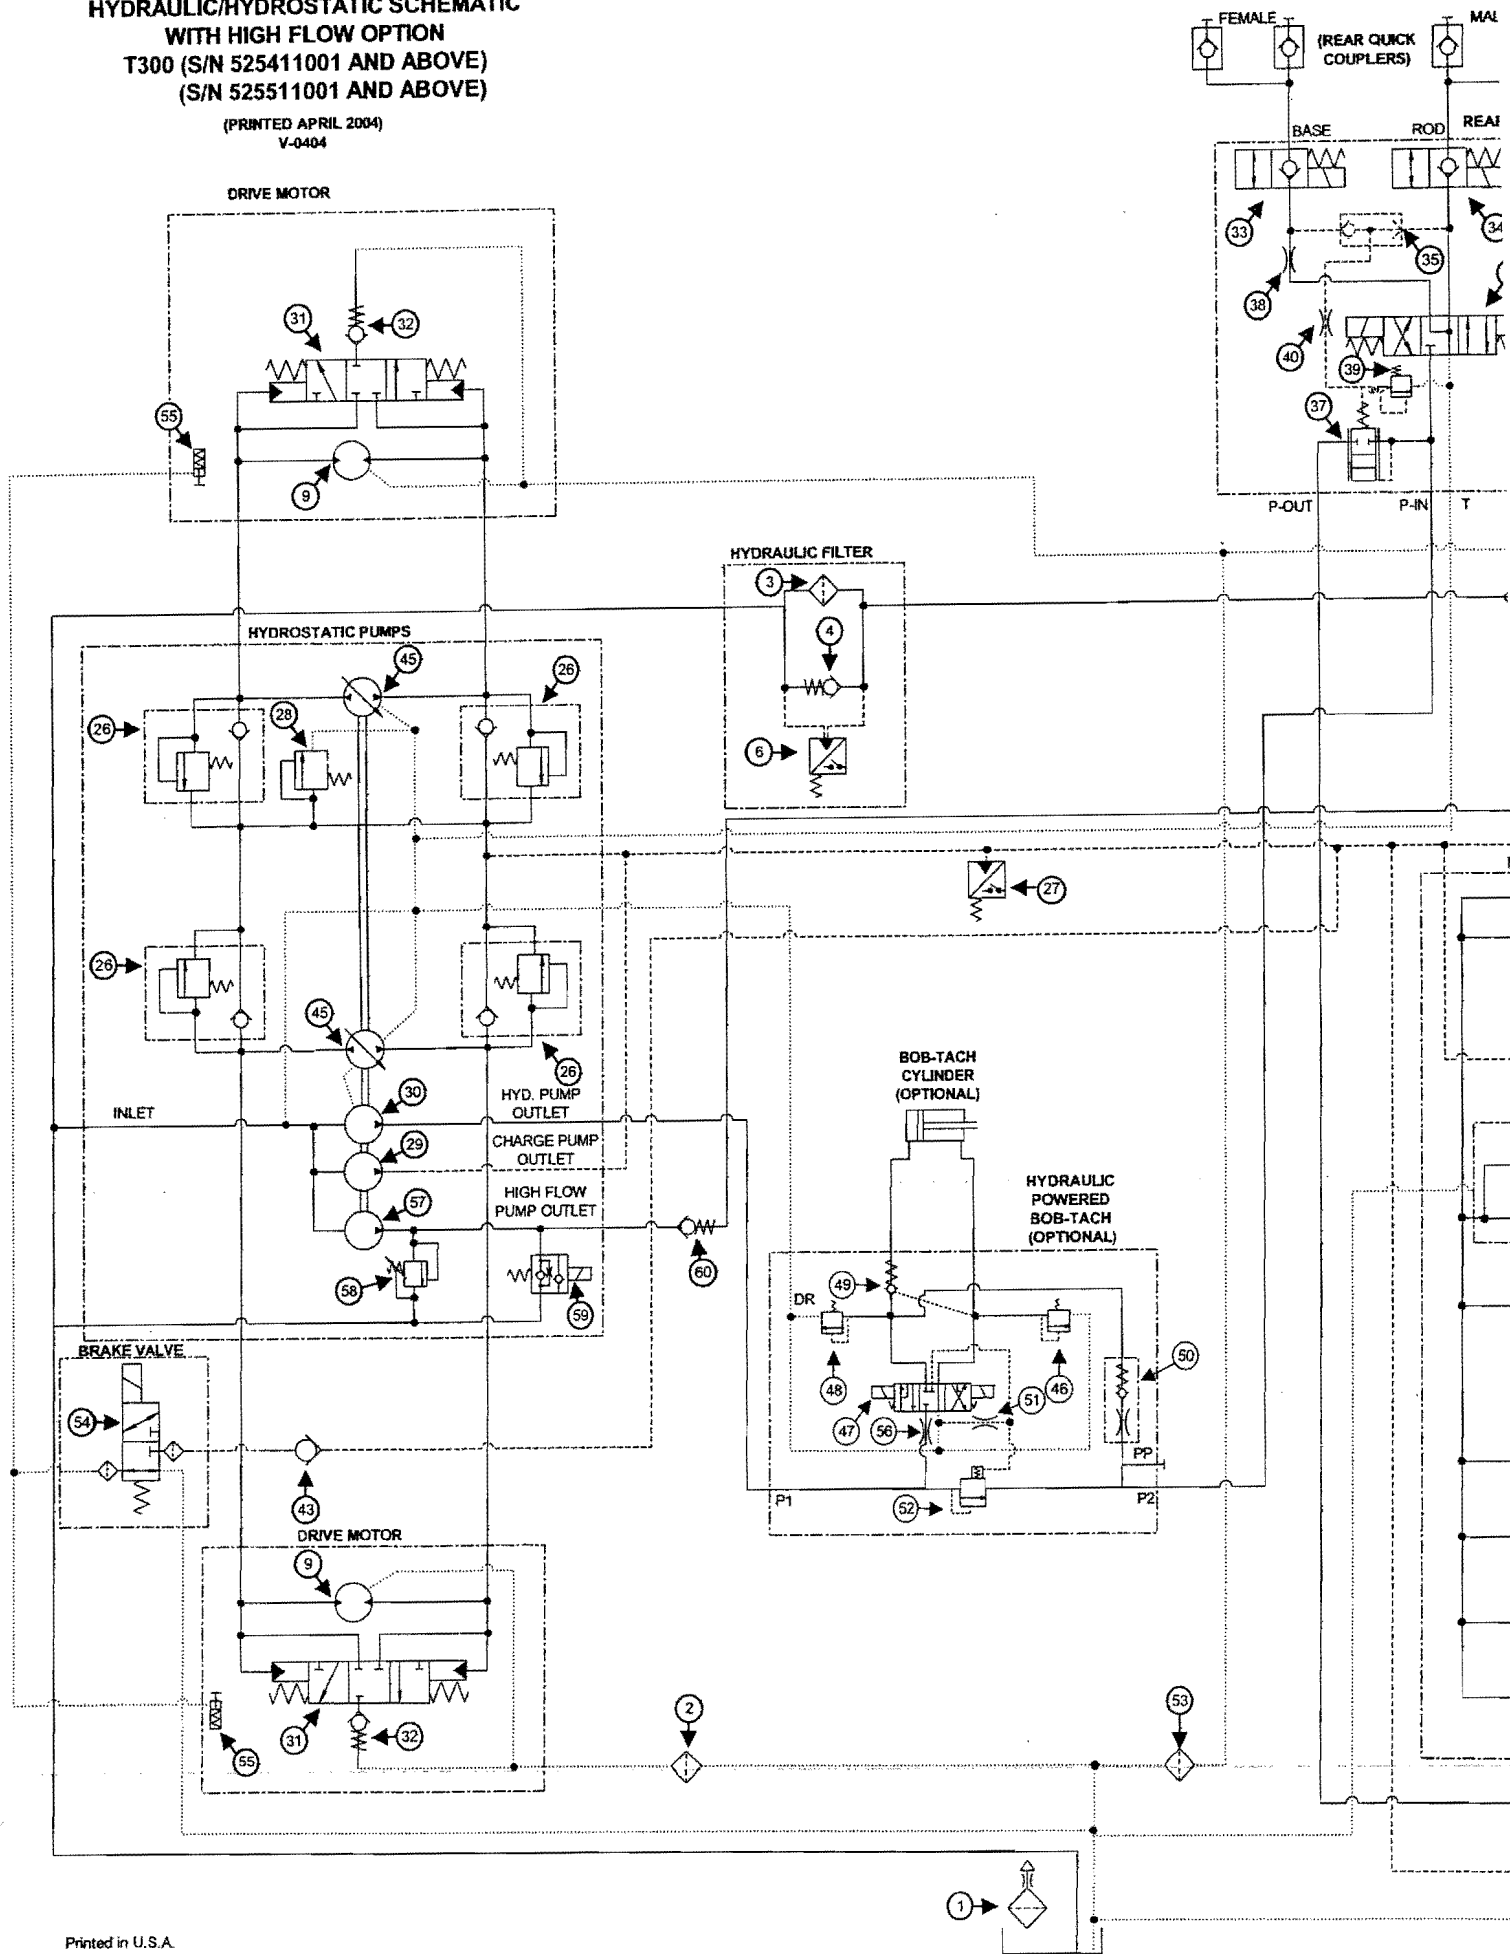 HYDRAULIC/HYDROSTATIC SCHEMATIC
WITH HIGH FLOW OPTION
T300 (S/N 525411001 AND ABOVE)
(S/N 525511001 AND ABOVE)
(PRINTED APRIL 2004)
V-0404
FEMALE
(REAR QUICK
COUPLERS)
MAL
BASE
ROD
REAR
33
34
35
38
40
39
37
P-OUT
P-IN
T
DRIVE MOTOR
31
32
55
9
HYDRAULIC FILTER
3
4
6
HYDROSTATIC PUMPS
45
26
26
28
27
26
45
26
30
INLET
HYD. PUMP
OUTLET
29
CHARGE PUMP
OUTLET
57
HIGH FLOW
PUMP OUTLET
58
59
60
BOB-TACH
CYLINDER
(OPTIONAL)
HYDRAULIC
POWERED
BOB-TACH
(OPTIONAL)
49
DR
48
46
50
47
56
51
PP
P1
52
P2
BRAKE VALVE
54
43
DRIVE MOTOR
9
31
32
55
2
53
1
Printed in U.S.A.